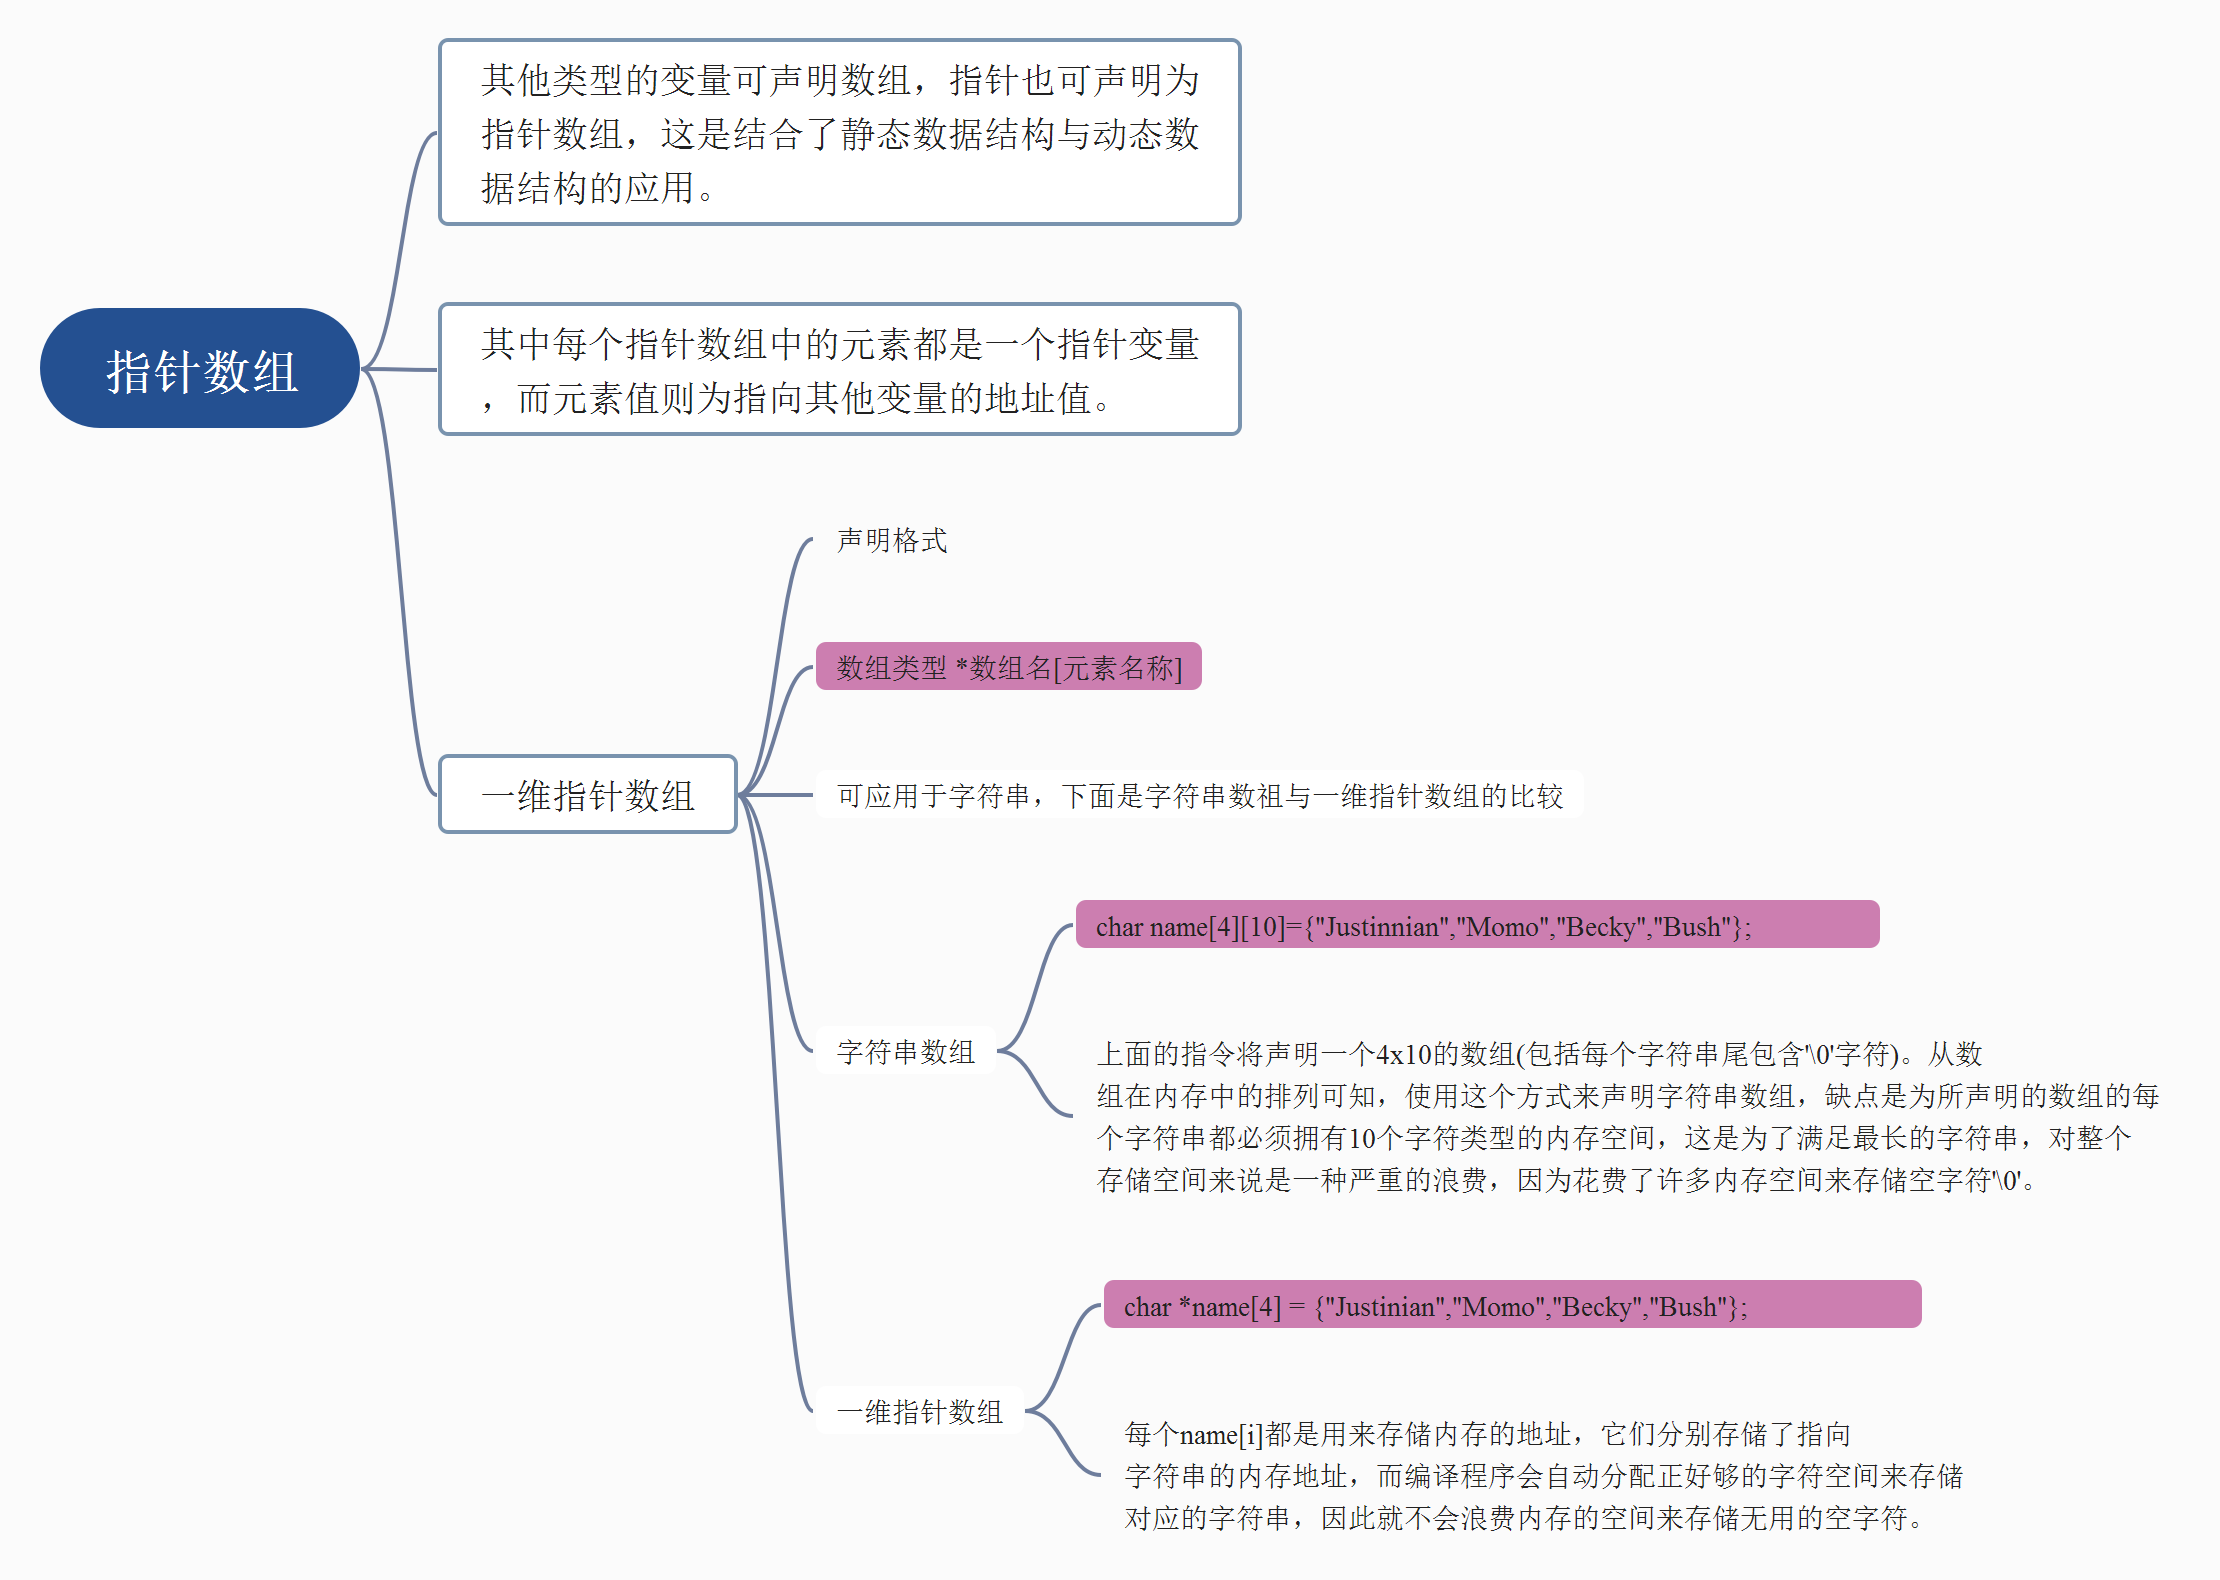 其他类型的变量可声明数组，指针也可声明为
指针数组，这是结合了静态数据结构与动态数
据结构的应用。
指针数组
其中每个指针数组中的元素都是一个指针变量
，而元素值则为指向其他变量的地址值。
声明格式
数组类型 *数组名[元素名称]
一维指针数组
可应用于字符串，下面是字符串数祖与一维指针数组的比较
char name[4][10]={"Justinnian","Momo","Becky","Bush"};
字符串数组
上面的指令将声明一个4x10的数组(包括每个字符串尾包含'\0'字符)。从数
组在内存中的排列可知，使用这个方式来声明字符串数组，缺点是为所声明的数组的每
个字符串都必须拥有10个字符类型的内存空间，这是为了满足最长的字符串，对整个
存储空间来说是一种严重的浪费，因为花费了许多内存空间来存储空字符'\0'。
char *name[4] = {"Justinian","Momo","Becky","Bush"};
一维指针数组
每个name[i]都是用来存储内存的地址，它们分别存储了指向
字符串的内存地址，而编译程序会自动分配正好够的字符空间来存储
对应的字符串，因此就不会浪费内存的空间来存储无用的空字符。